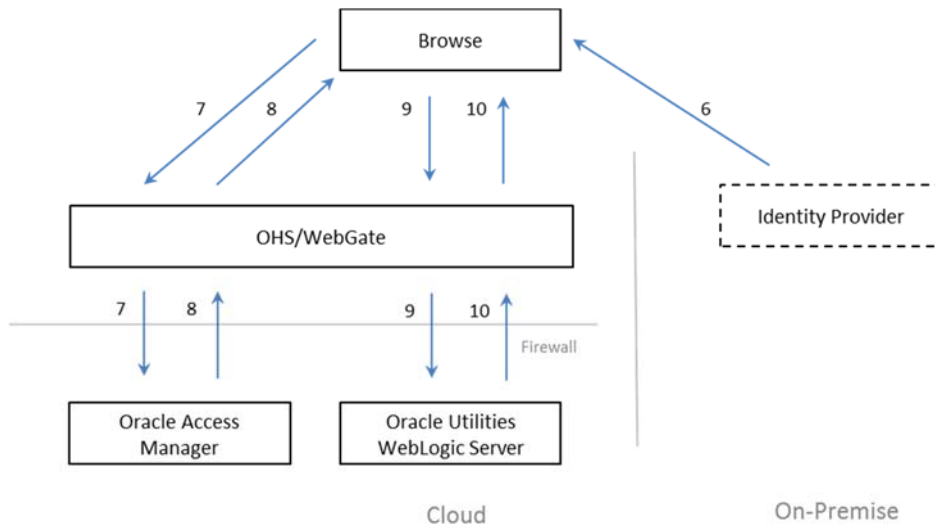 Browse
7
8
9
10
6
Identity Provider
OHS/WebGate
7
8
9
10
Firewall
Oracle Access
Manager
Oracle Utilities
WebLogic Server
Cloud
On-Premise